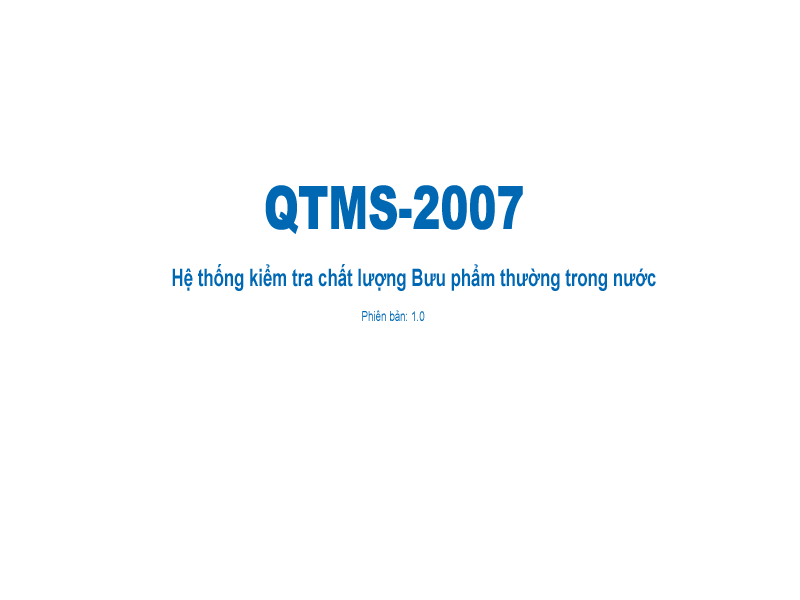 QTMS-2007
Hệ thống kiểm tra chất lượng Bưu phẩm thường trong nước
Phiên bản: 1.0